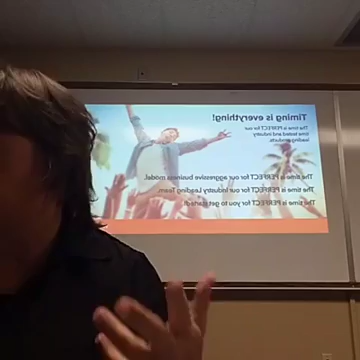 Timing is everything!
The time is PERFECT for our
time tested and industry
leading products.
The time is PERFECT for our aggressive business model.
The time is PERFECT for our Industry Leading Team.
The time is PERFECT for you to get started!